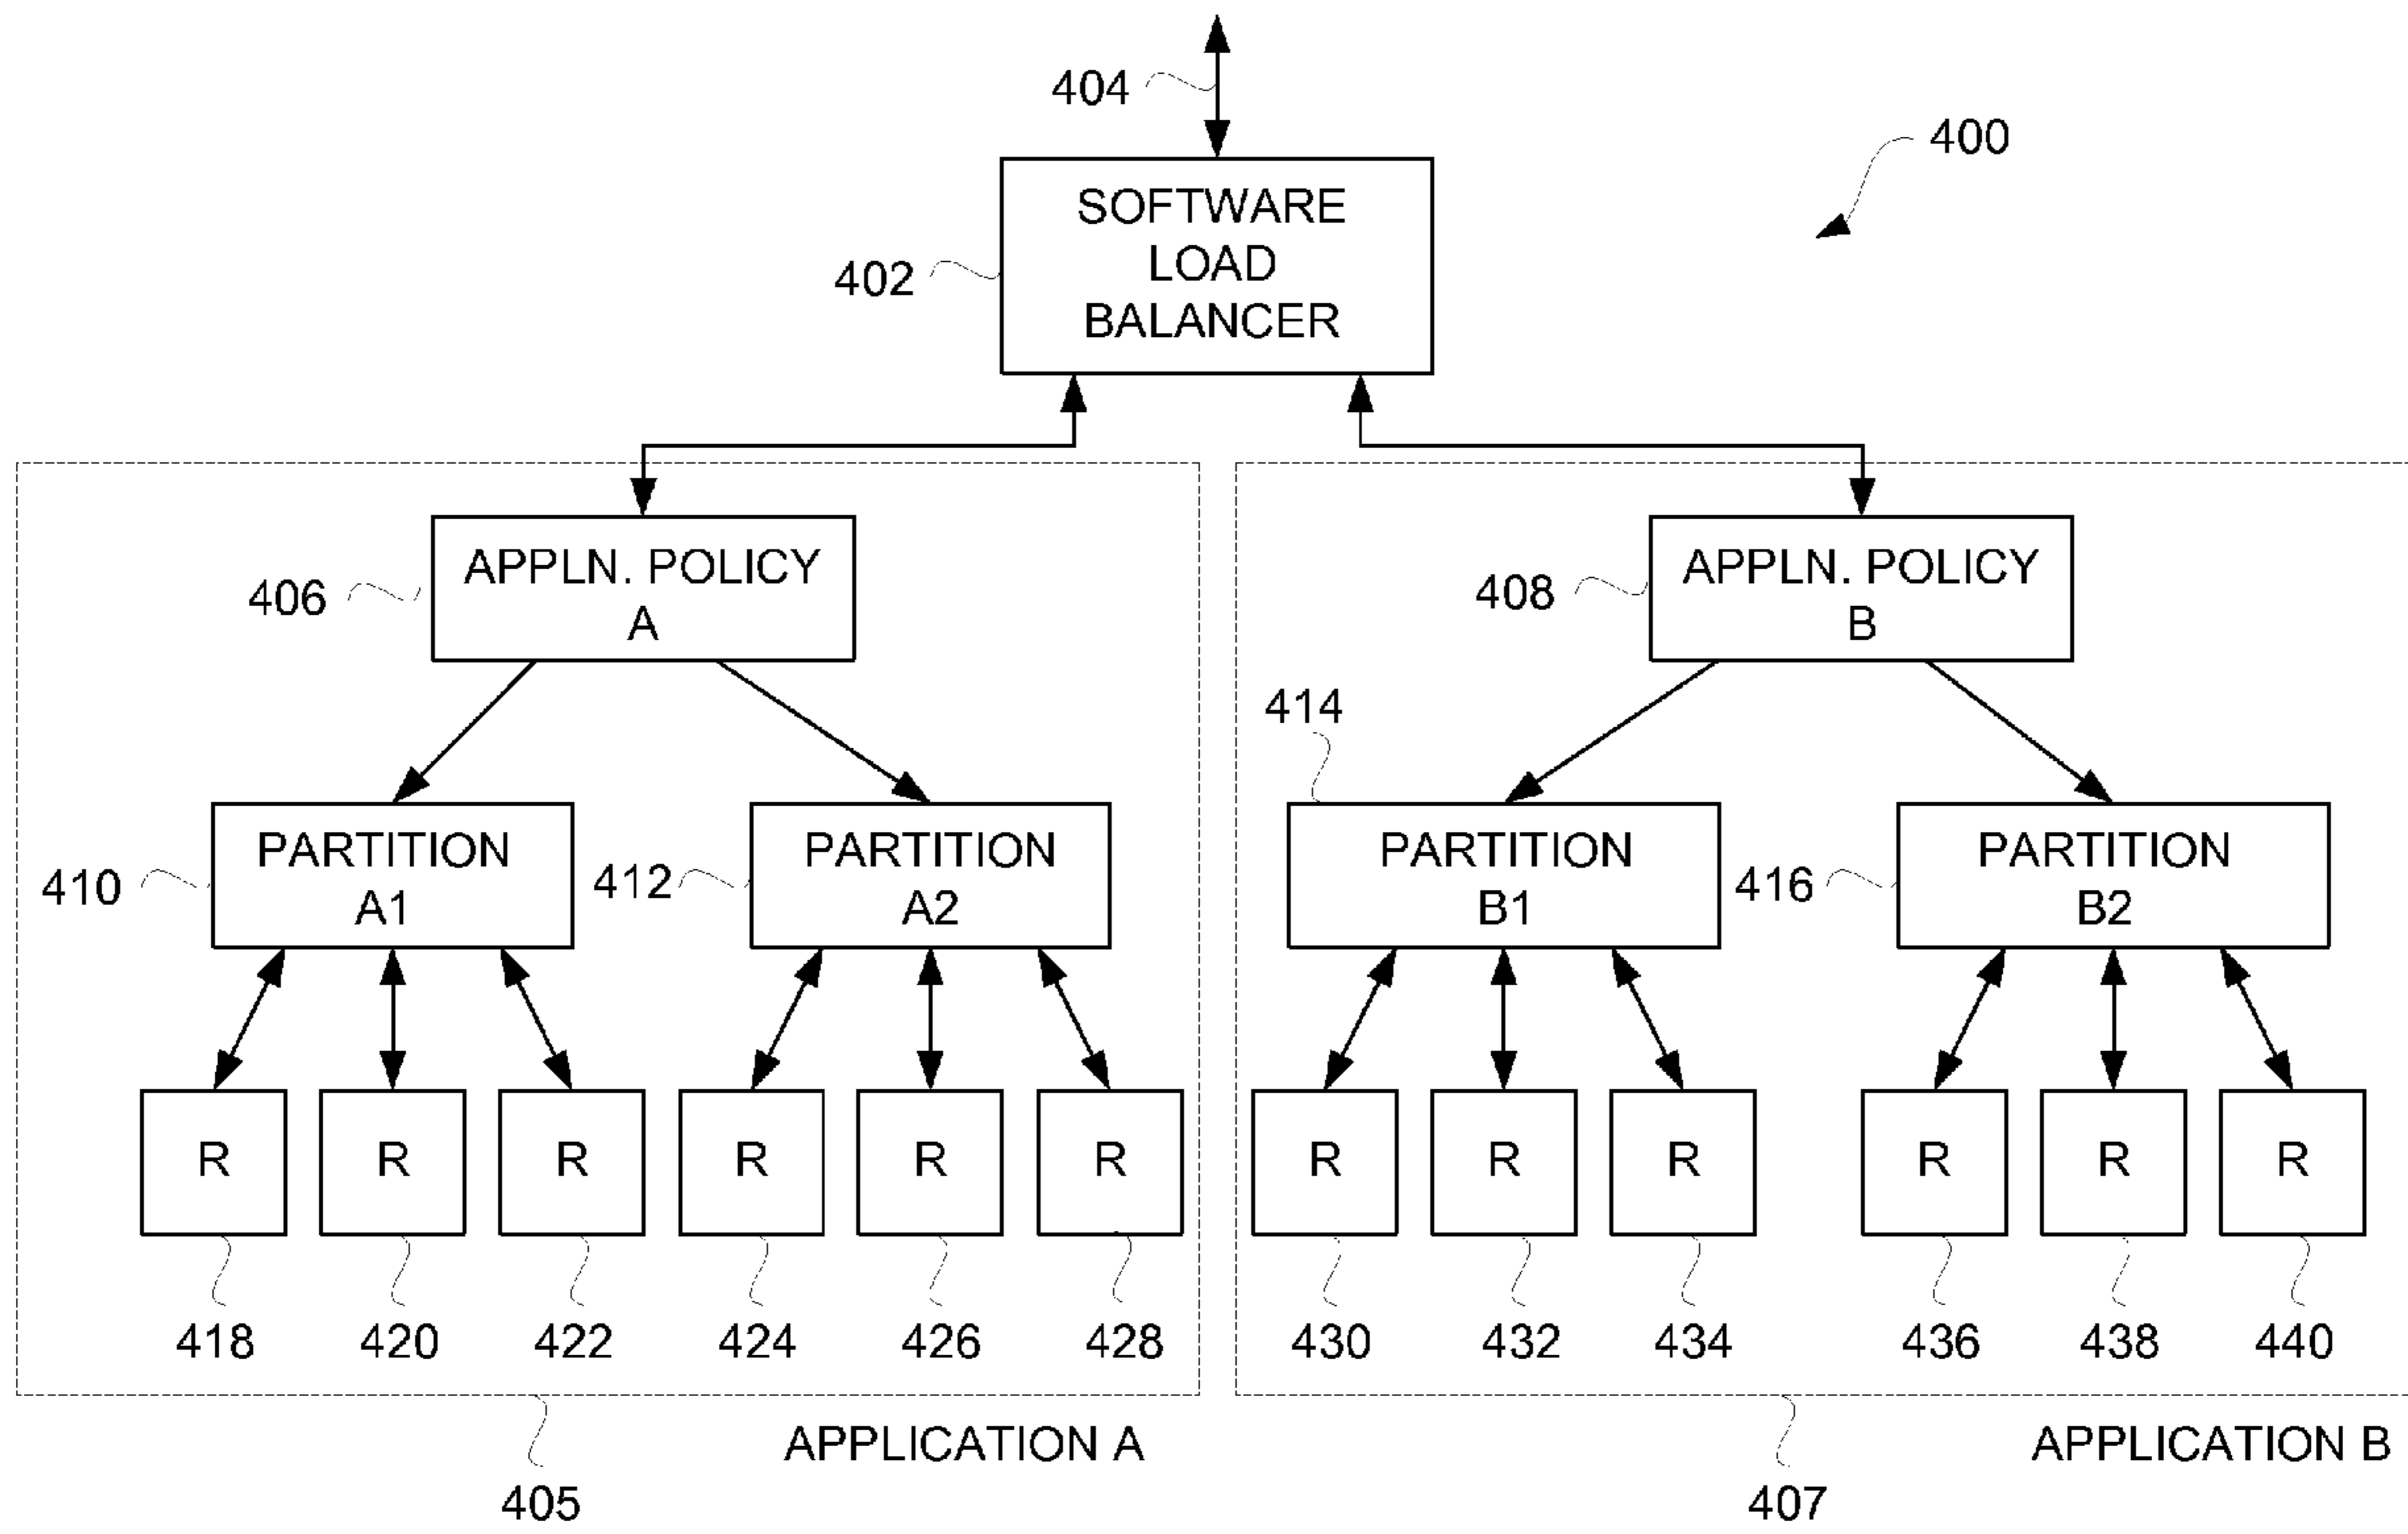 404
400
SOFTWARE
LOAD
BALANCER
402
APPLN. POLICY
A
406
APPLN. POLICY
B
408
414
PARTITION
A1
410
PARTITION
A2
412
PARTITION
B1
PARTITION
B2
416
R R R R R R R R R R R R
418 420 422 424 426 428 430 432 434 436 438 440
APPLICATION A
APPLICATION B
405
407